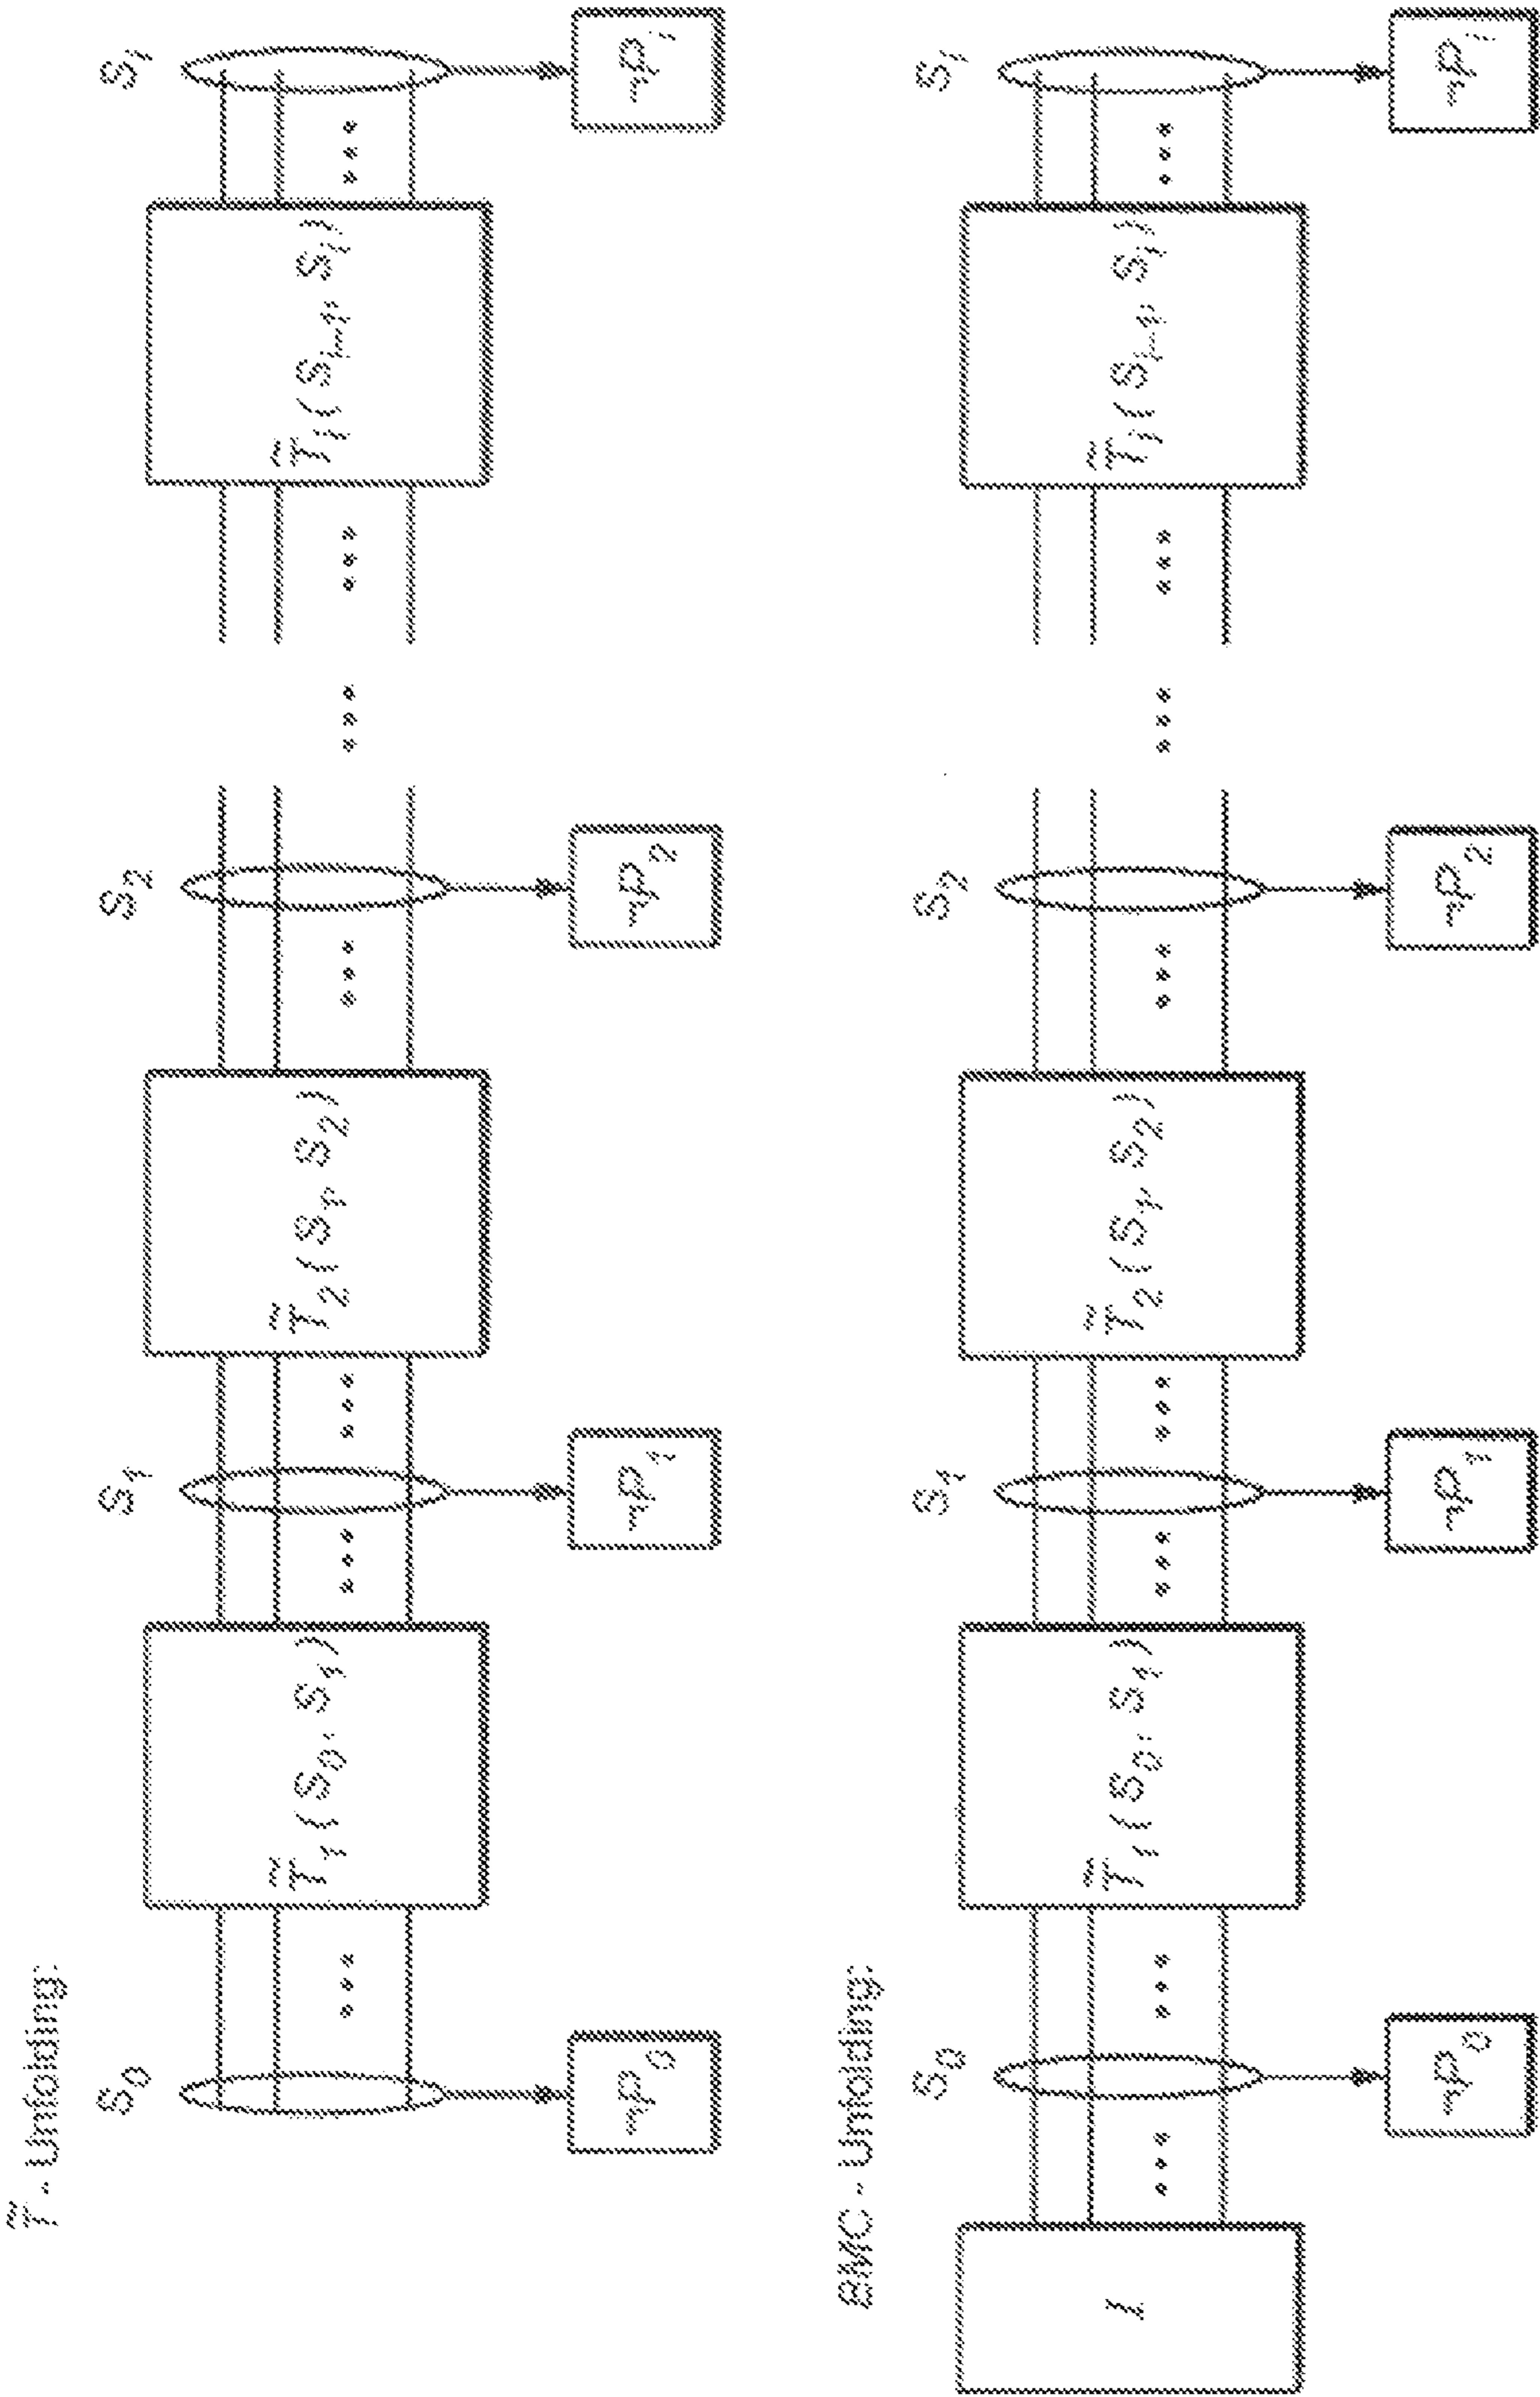 T̃ - Unfolding:
S₀ S₁ S₂ Sᵢ
T̃₁( S₀, S₁) T̃₂( S₁, S₂) T̃ᵢ( Sᵢ₋₁, Sᵢ)
¬P₀ ¬P₁ ¬P₂ ¬Pᵢ
BMC - Unfolding:
S₀ S₁ S₂ Sᵢ
I T̃₁( S₀, S₁) T̃₂( S₁, S₂) T̃ᵢ( Sᵢ₋₁, Sᵢ)
¬P₀ ¬P₁ ¬P₂ ¬Pᵢ